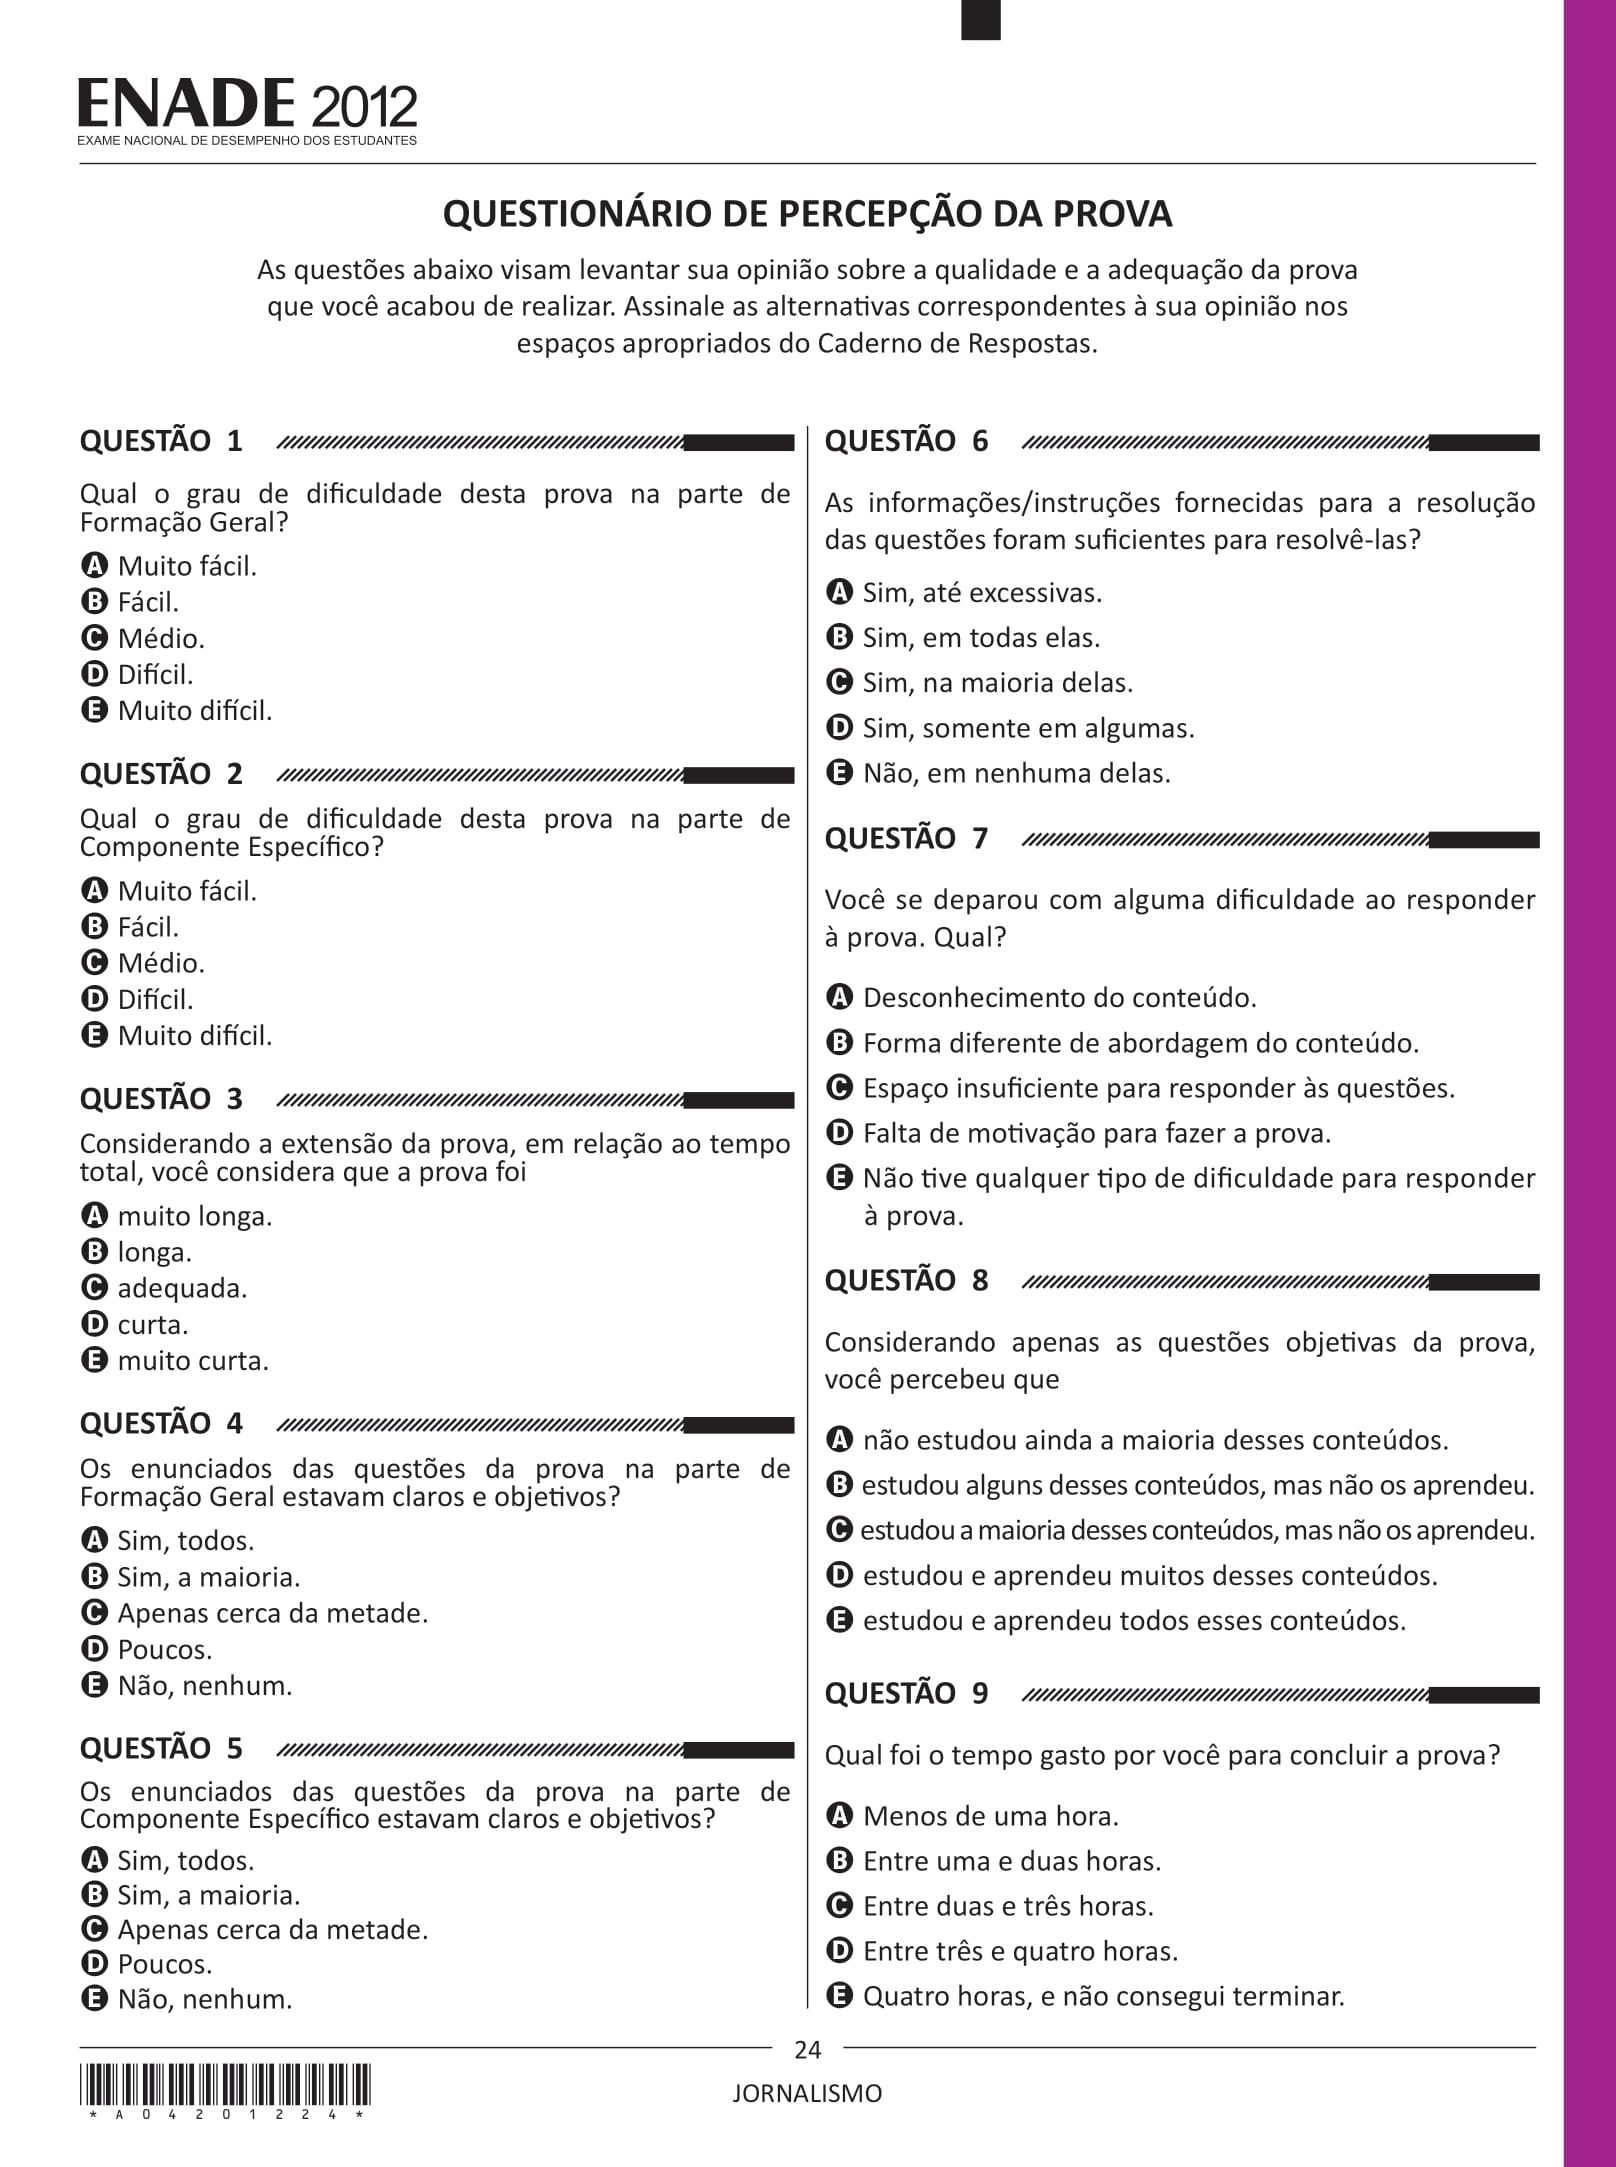 ENADE 2012
EXAME NACIONAL DE DESEMPENHO DOS ESTUDANTES
QUESTIONÁRIO DE PERCEPÇÃO DA PROVA
As questões abaixo visam levantar sua opinião sobre a qualidade e a adequação da prova
que você acabou de realizar. Assinale as alternativas correspondentes à sua opinião nos
espaços apropriados do Caderno de Respostas.
QUESTÃO 1
Qual o grau de dificuldade desta prova na parte de
Formação Geral?
A Muito fácil.
B Fácil.
C Médio.
D Difícil.
E Muito difícil.
QUESTÃO 2
Qual o grau de dificuldade desta prova na parte de
Componente Específico?
A Muito fácil.
B Fácil.
C Médio.
D Difícil.
E Muito difícil.
QUESTÃO 3
Considerando a extensão da prova, em relação ao tempo
total, você considera que a prova foi
A muito longa.
B longa.
C adequada.
D curta.
E muito curta.
QUESTÃO 4
Os enunciados das questões da prova na parte de
Formação Geral estavam claros e objetivos?
A Sim, todos.
B Sim, a maioria.
C Apenas cerca da metade.
D Poucos.
E Não, nenhum.
QUESTÃO 5
Os enunciados das questões da prova na parte de
Componente Específico estavam claros e objetivos?
A Sim, todos.
B Sim, a maioria.
C Apenas cerca da metade.
D Poucos.
E Não, nenhum.
QUESTÃO 6
As informações/instruções fornecidas para a resolução
das questões foram suficientes para resolvê-las?
A Sim, até excessivas.
B Sim, em todas elas.
C Sim, na maioria delas.
D Sim, somente em algumas.
E Não, em nenhuma delas.
QUESTÃO 7
Você se deparou com alguma dificuldade ao responder
à prova. Qual?
A Desconhecimento do conteúdo.
B Forma diferente de abordagem do conteúdo.
C Espaço insuficiente para responder às questões.
D Falta de motivação para fazer a prova.
E Não tive qualquer tipo de dificuldade para responder
à prova.
QUESTÃO 8
Considerando apenas as questões objetivas da prova,
você percebeu que
A não estudou ainda a maioria desses conteúdos.
B estudou alguns desses conteúdos, mas não os aprendeu.
C estudou a maioria desses conteúdos, mas não os aprendeu.
D estudou e aprendeu muitos desses conteúdos.
E estudou e aprendeu todos esses conteúdos.
QUESTÃO 9
Qual foi o tempo gasto por você para concluir a prova?
A Menos de uma hora.
B Entre uma e duas horas.
C Entre duas e três horas.
D Entre três e quatro horas.
E Quatro horas, e não consegui terminar.
24
JORNALISMO
* A 0 4 2 0 1 2 2 4 *